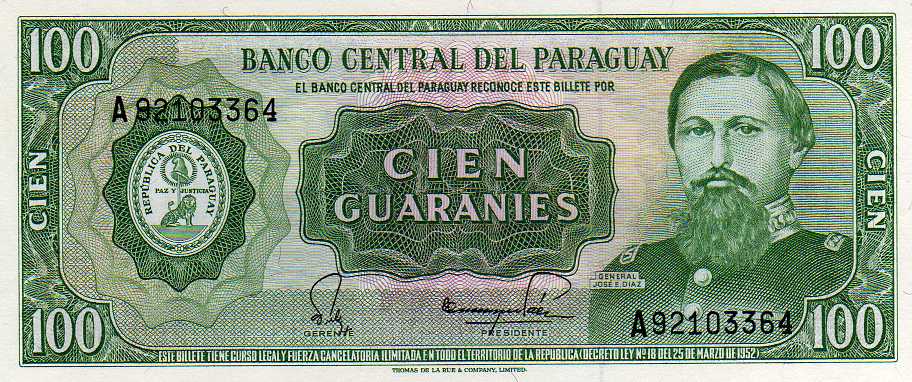 100 100
BANCO CENTRAL DEL PARAGUAY
EL BANCO CENTRAL DEL PARAGUAY RECONOCE ESTE BILLETE POR
A92103364
CIEN
CIEN
REPÚBLICA DEL PARAGUAY
PAZ Y JUSTICIA
CIEN
GUARANIES
GENERAL
JOSE E. DIAZ
GERENTE
PRESIDENTE
A92103364
100 100
ESTE BILLETE TIENE CURSO LEGAL Y FUERZA CANCELATORIA ILIMITADA EN TODO EL TERRITORIO DE LA REPUBLICA (DECRETO LEY Nº 18 DEL 25 DE MARZO DE 1952)
THOMAS DE LA RUE & COMPANY, LIMITED.